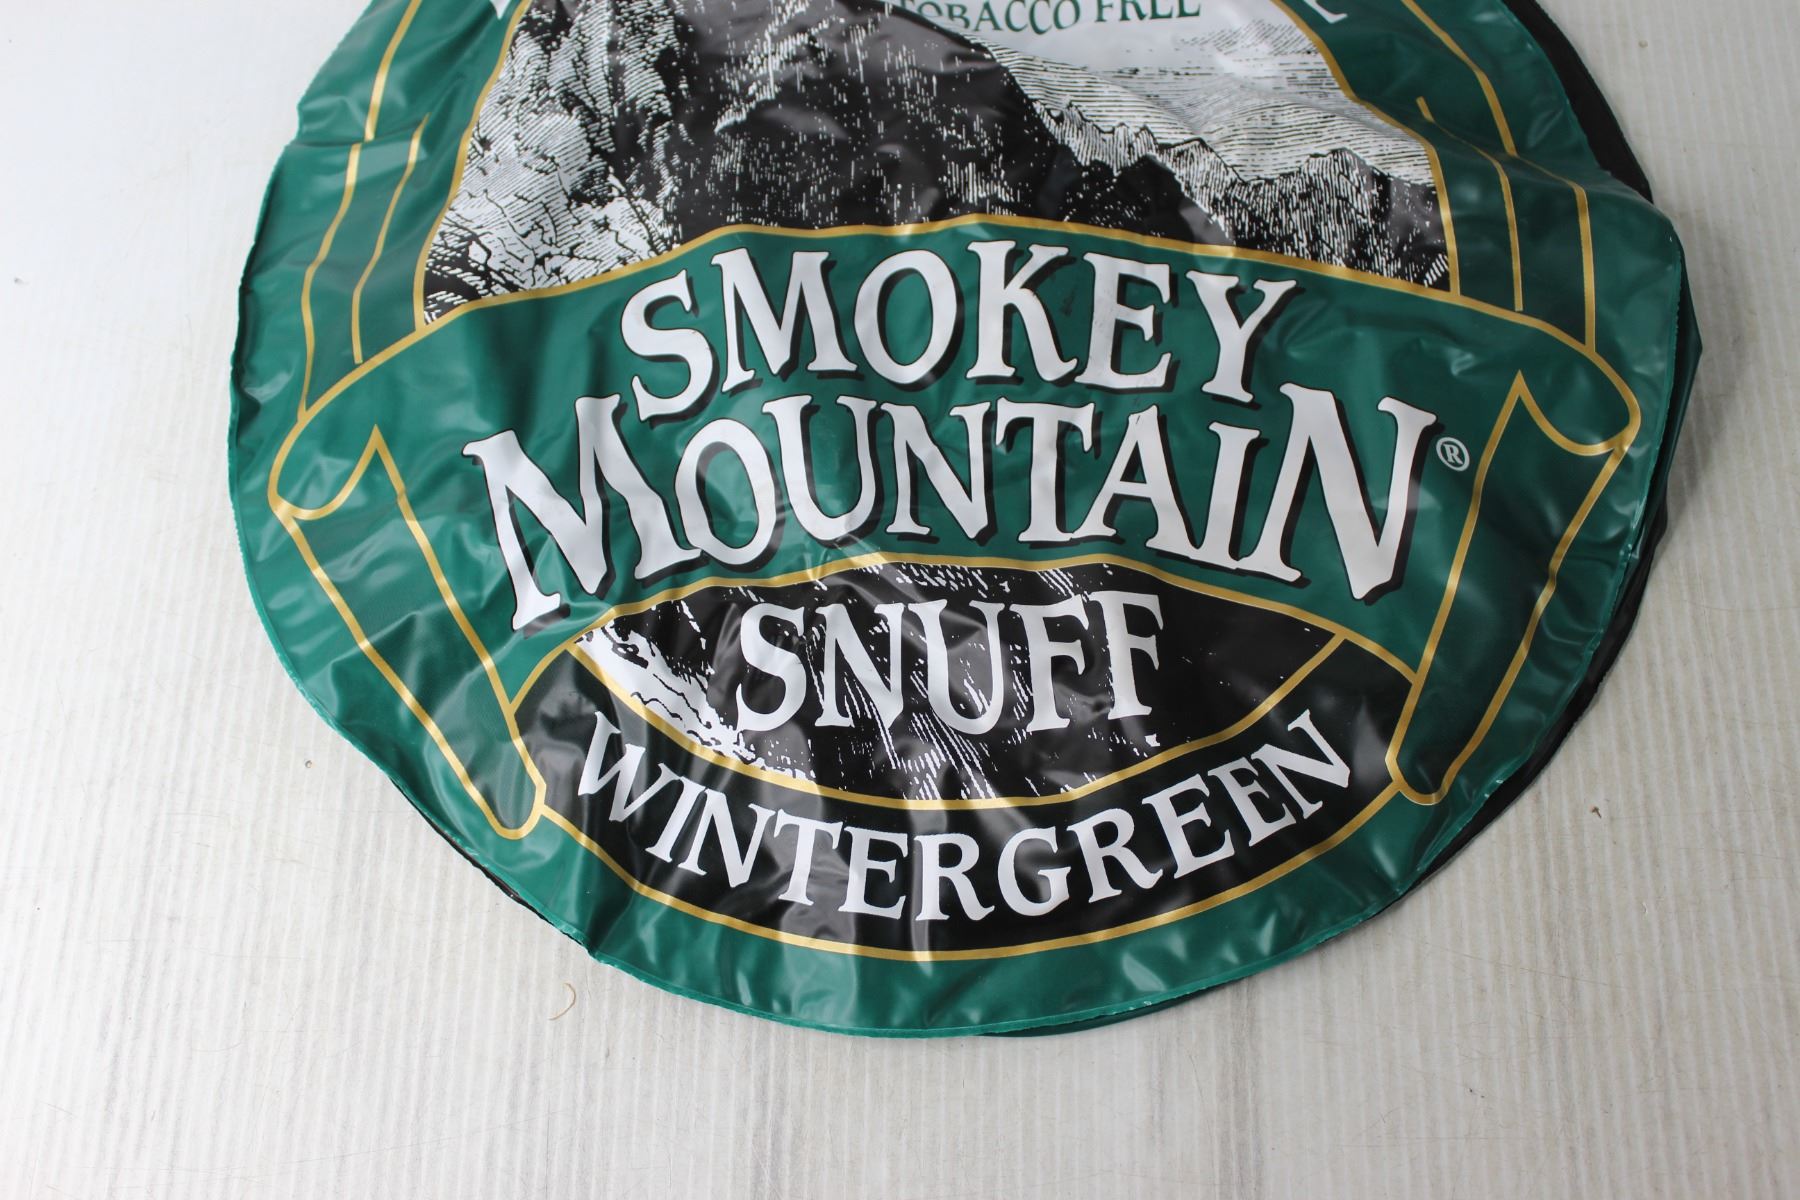 TOBACCO FREE
SMOKEY
MOUNTAIN®
SNUFF
WINTERGREEN